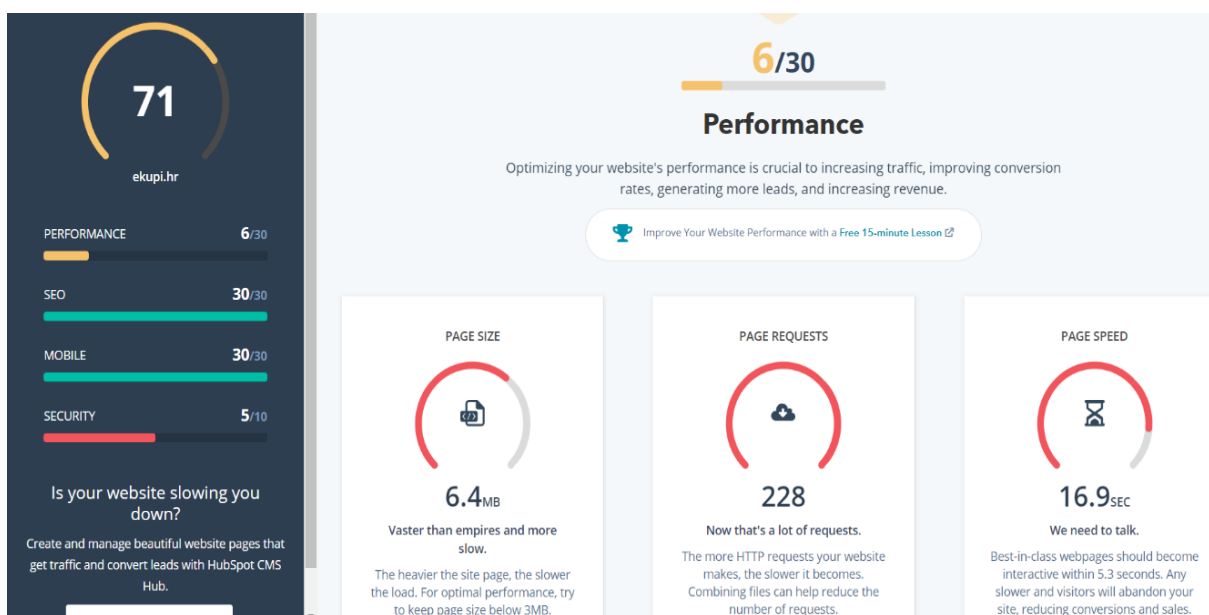 71
ekupi.hr
PERFORMANCE 6/30
SEO 30/30
MOBILE 30/30
SECURITY 5/10
Is your website slowing you
down?
Create and manage beautiful website pages that
get traffic and convert leads with HubSpot CMS
Hub.
6/30
Performance
Optimizing your website's performance is crucial to increasing traffic, improving conversion
rates, generating more leads, and increasing revenue.
Improve Your Website Performance with a Free 15-minute Lesson
PAGE SIZE
6.4MB
Vaster than empires and more
slow.
The heavier the site page, the slower
the load. For optimal performance, try
to keep page size below 3MB.
PAGE REQUESTS
228
Now that's a lot of requests.
The more HTTP requests your website
makes, the slower it becomes.
Combining files can help reduce the
number of requests.
PAGE SPEED
16.9SEC
We need to talk.
Best-in-class webpages should become
interactive within 5.3 seconds. Any
slower and visitors will abandon your
site, reducing conversions and sales.